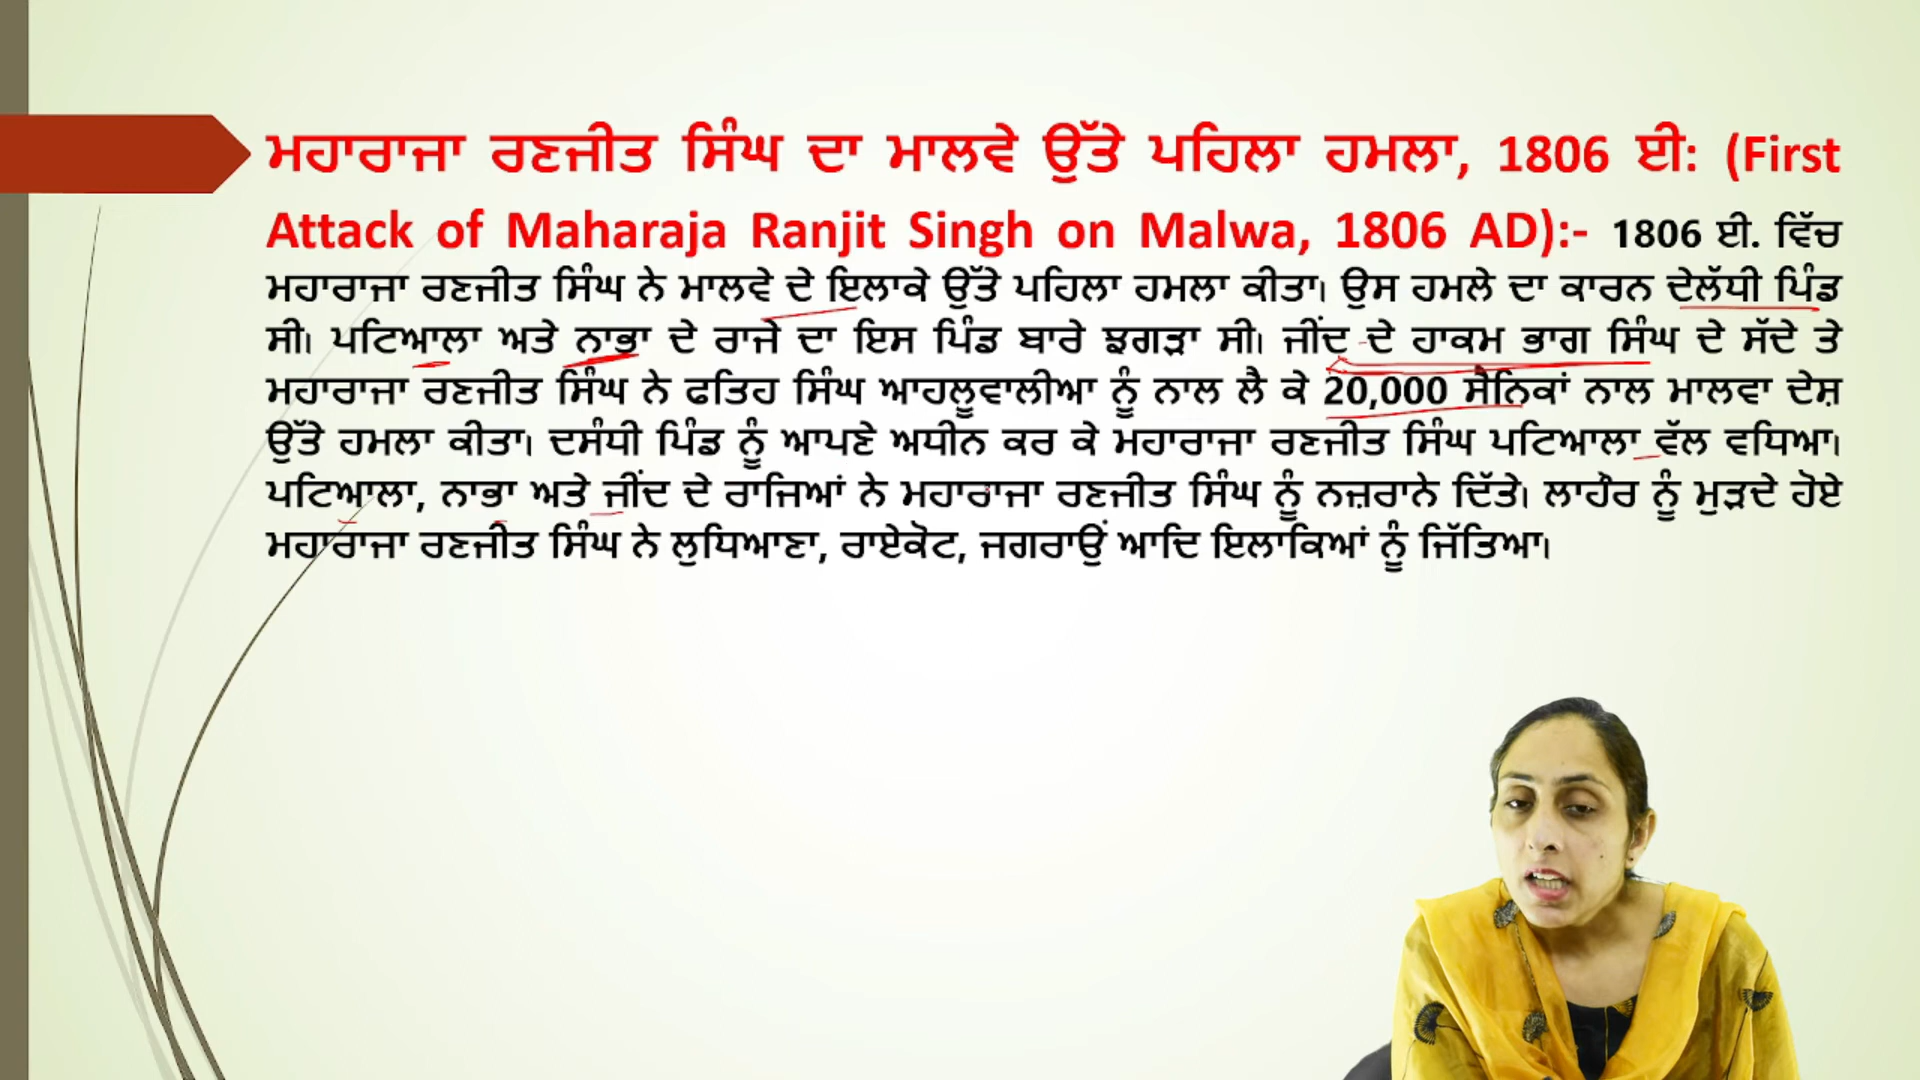 ਮਹਾਰਾਜਾ ਰਣਜੀਤ ਸਿੰਘ ਦਾ ਮਾਲਵੇ ਉੱਤੇ ਪਹਿਲਾ ਹਮਲਾ, 1806 ਈ: (First
Attack of Maharaja Ranjit Singh on Malwa, 1806 AD):- 1806 ਈ. ਵਿੱਚ
ਮਹਾਰਾਜਾ ਰਣਜੀਤ ਸਿੰਘ ਨੇ ਮਾਲਵੇ ਦੇ ਇਲਾਕੇ ਉੱਤੇ ਪਹਿਲਾ ਹਮਲਾ ਕੀਤਾ। ਉਸ ਹਮਲੇ ਦਾ ਕਾਰਨ ਦੇਲੱਧੀ ਪਿੰਡ
ਸੀ। ਪਟਿਆਲਾ ਅਤੇ ਨਾਭਾ ਦੇ ਰਾਜੇ ਦਾ ਇਸ ਪਿੰਡ ਬਾਰੇ ਝਗੜਾ ਸੀ। ਜੀਂਦ ਦੇ ਹਾਕਮ ਭਾਗ ਸਿੰਘ ਦੇ ਸੱਦੇ ਤੇ
ਮਹਾਰਾਜਾ ਰਣਜੀਤ ਸਿੰਘ ਨੇ ਫਤਿਹ ਸਿੰਘ ਆਹਲੂਵਾਲੀਆ ਨੂੰ ਨਾਲ ਲੈ ਕੇ 20,000 ਸੈਨਿਕਾਂ ਨਾਲ ਮਾਲਵਾ ਦੇਸ਼
ਉੱਤੇ ਹਮਲਾ ਕੀਤਾ। ਦਸੰਧੀ ਪਿੰਡ ਨੂੰ ਆਪਣੇ ਅਧੀਨ ਕਰ ਕੇ ਮਹਾਰਾਜਾ ਰਣਜੀਤ ਸਿੰਘ ਪਟਿਆਲਾ ਵੱਲ ਵਧਿਆ।
ਪਟਿਆਲਾ, ਨਾਭਾ ਅਤੇ ਜੀਂਦ ਦੇ ਰਾਜਿਆਂ ਨੇ ਮਹਾਰਾਜਾ ਰਣਜੀਤ ਸਿੰਘ ਨੂੰ ਨਜ਼ਰਾਨੇ ਦਿੱਤੇ। ਲਾਹੌਰ ਨੂੰ ਮੁੜਦੇ ਹੋਏ
ਮਹਾਰਾਜਾ ਰਣਜੀਤ ਸਿੰਘ ਨੇ ਲੁਧਿਆਣਾ, ਰਾਏਕੋਟ, ਜਗਰਾਉਂ ਆਦਿ ਇਲਾਕਿਆਂ ਨੂੰ ਜਿੱਤਿਆ।